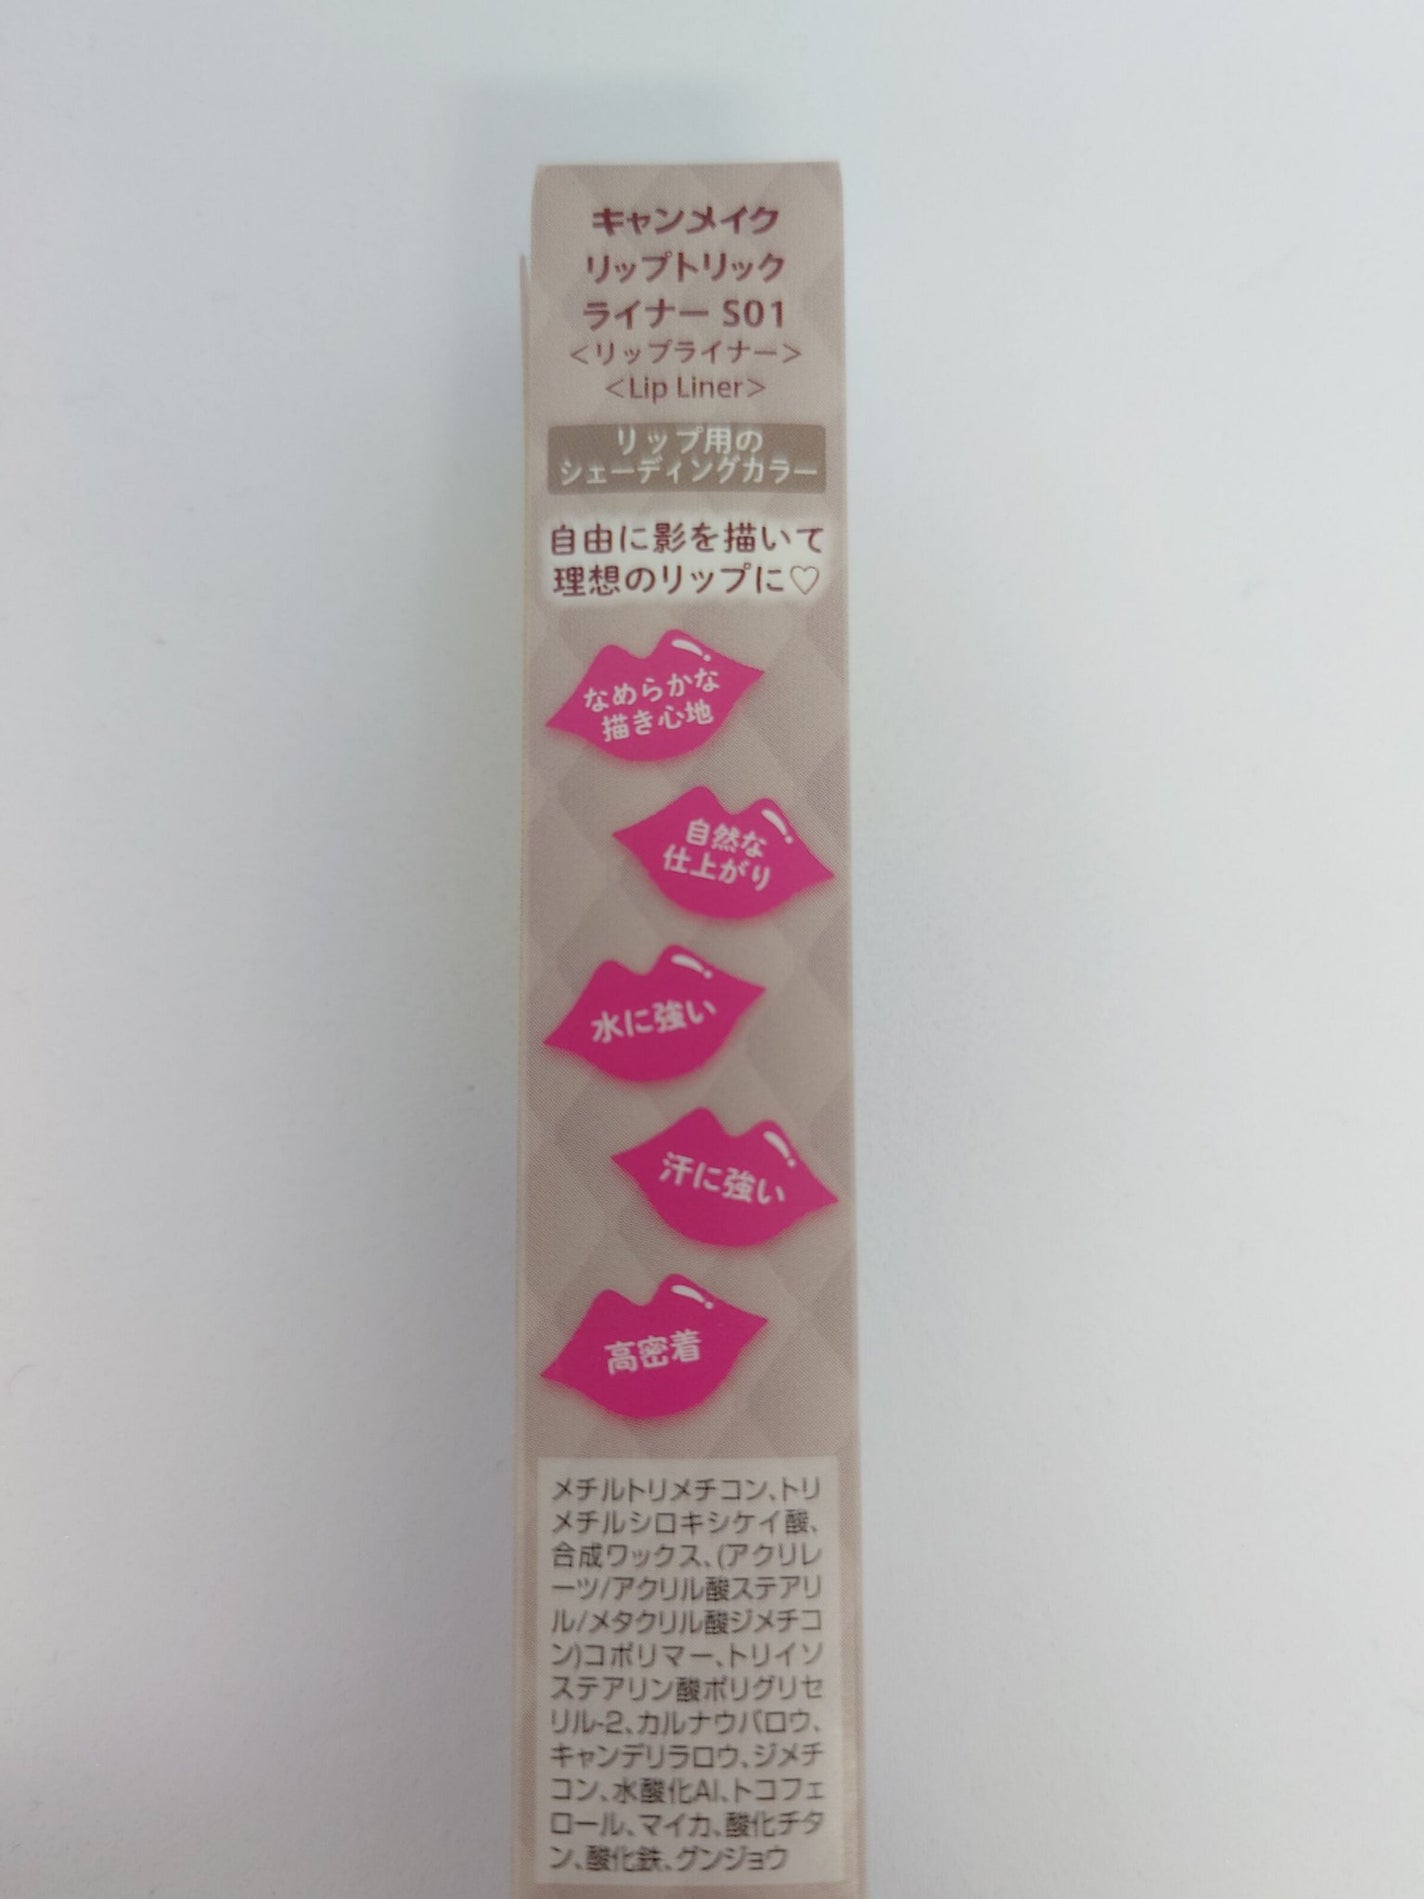 キャンメイク
リップトリック
ライナー S01
＜リップライナー＞
＜Lip Liner＞
リップ用の
シェーディングカラー
自由に影を描いて
理想のリップに♡
なめらかな
描き心地
自然な
仕上がり
水に強い
汗に強い
高密着
メチルトリメチコン、トリ
メチルシロキシケイ酸、
合成ワックス、(アクリレ
ーツ/アクリル酸ステアリ
ル/メタクリル酸ジメチコ
ン)コポリマー、トリイソ
ステアリン酸ポリグリセ
リル-2、カルナウバロウ、
キャンデリラロウ、ジメチ
コン、水酸化Al、トコフェ
ロール、マイカ、酸化チタ
ン、酸化鉄、グンジョウ